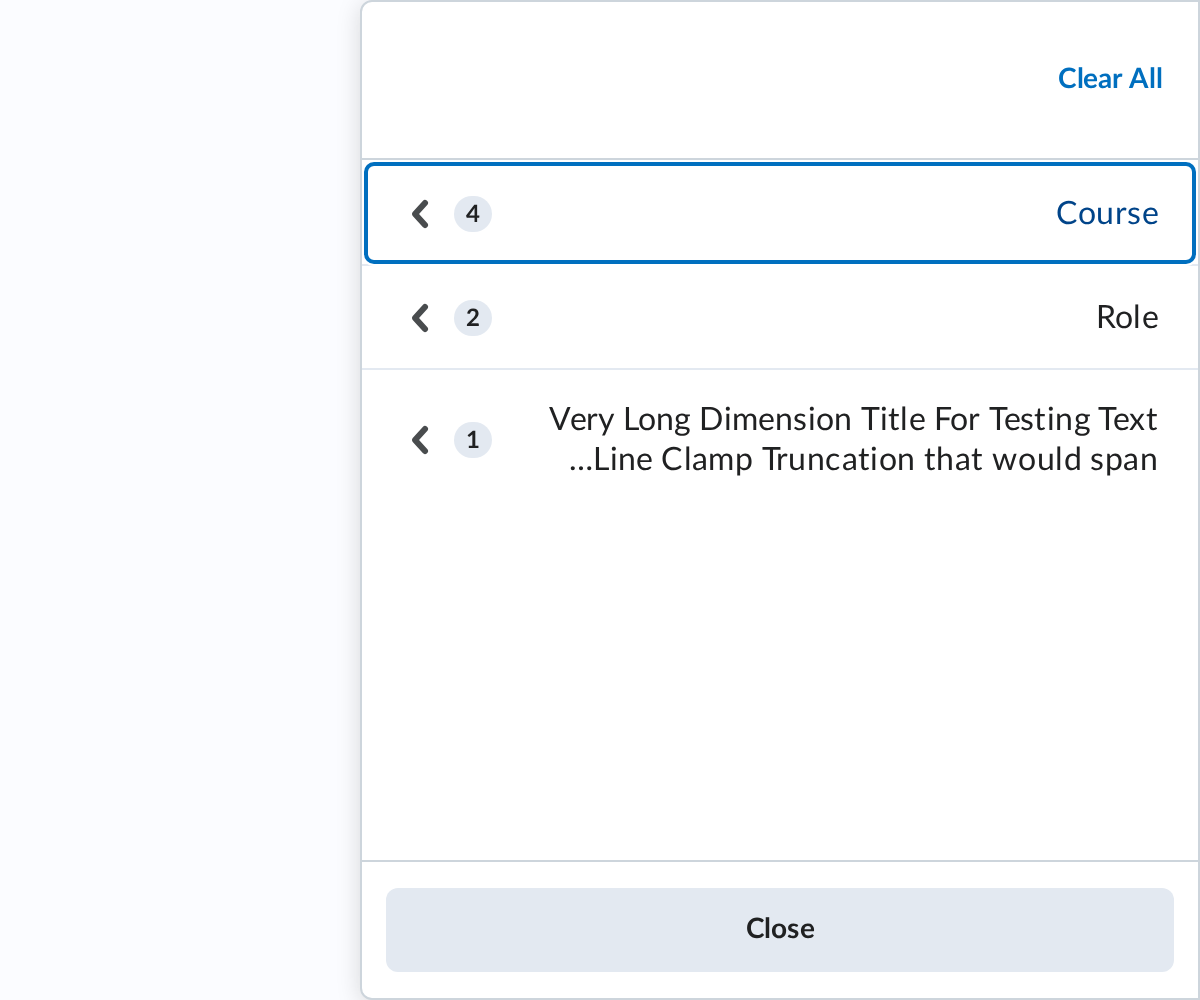 Clear All
Course
4
Role
2
Very Long Dimension Title For Testing Text
...Line Clamp Truncation that would span
1
Close